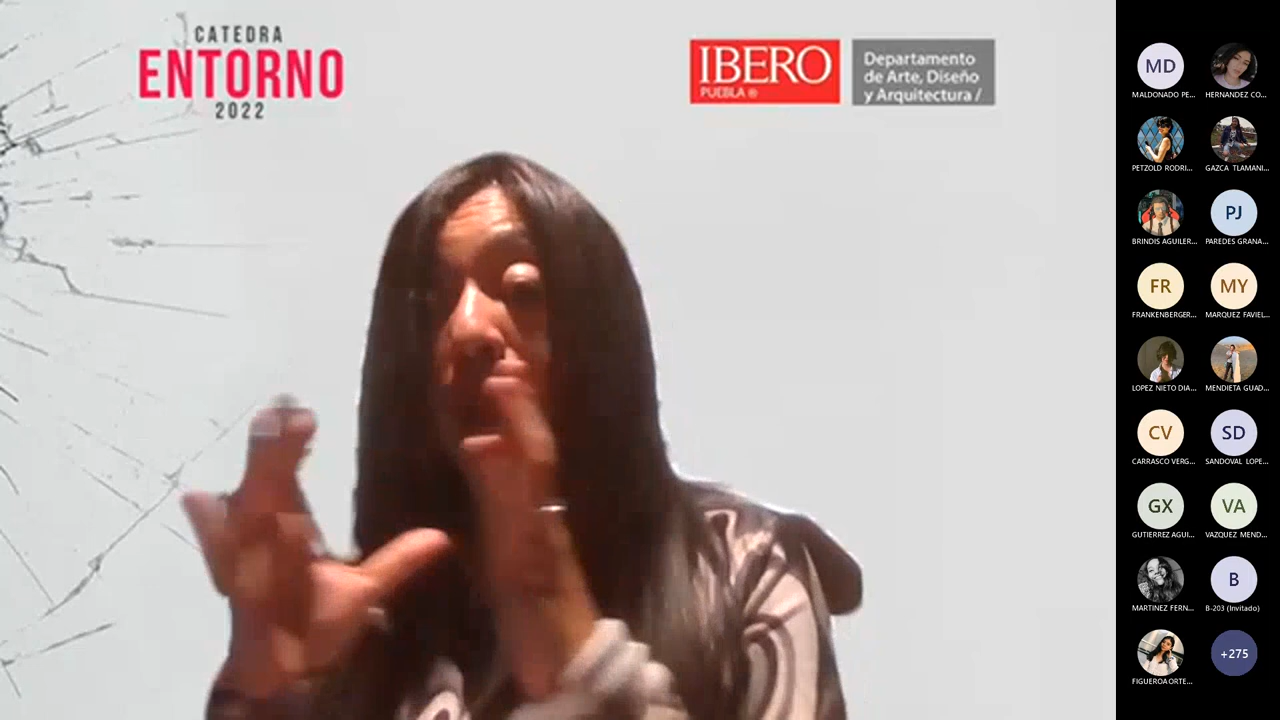 CATEDRA
ENTORNO
2022
IBERO
PUEBLA ®
Departamento
de Arte, Diseño
y Arquitectura /
MD
MALDONADO PE...
HERNANDEZ CO...
PETZOLD RODRI...
GAZCA TLAMANI...
BRINDIS AGUILER...
PJ
PAREDES GRANA...
FR
FRANKENBERGER...
MY
MARQUEZ FAVIEL...
LOPEZ NIETO DIA...
MENDIETA GUAD...
CV
CARRASCO VERG...
SD
SANDOVAL LOPE...
GX
GUTIERREZ AGUI...
VA
VAZQUEZ MEND...
MARTINEZ FERN...
B
B-203 (Invitado)
FIGUEROA ORTE...
+275